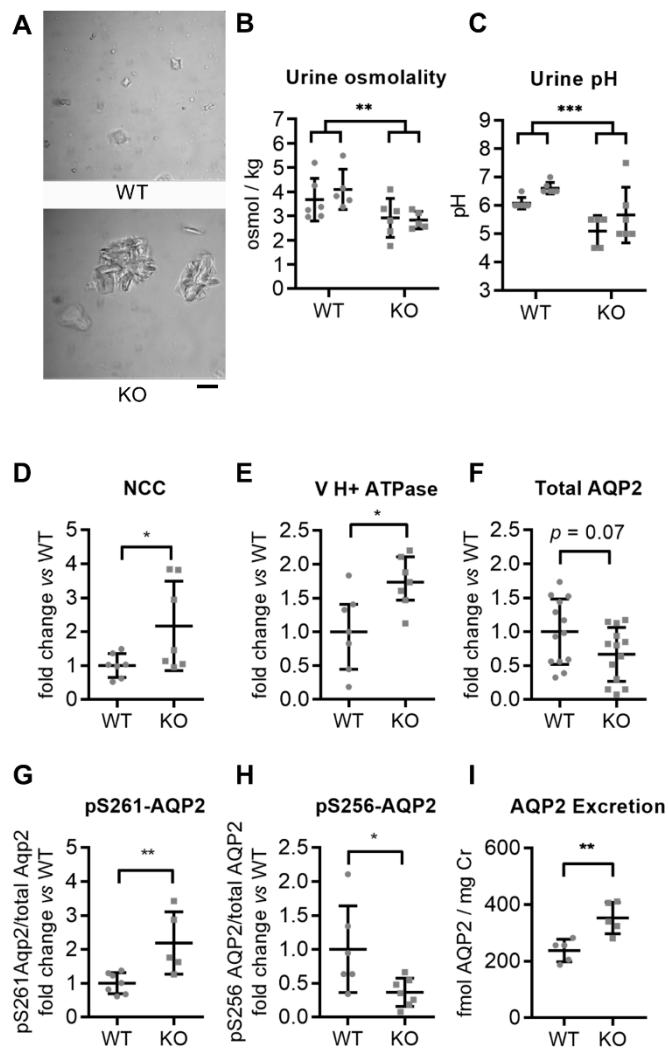 A
WT
KO
B
Urine osmolality
**
osmol / kg
7
6
5
4
3
2
1
0
WT KO
C
Urine pH
***
pH
9
8
7
6
5
4
3
WT KO
D
NCC
*
fold change vs WT
5
4
3
2
1
0
WT KO
E
V H+ ATPase
*
fold change vs WT
2.5
2.0
1.5
1.0
0.5
0.0
WT KO
F
Total AQP2
p = 0.07
fold change vs WT
2.5
2.0
1.5
1.0
0.5
0.0
WT KO
G
pS261-AQP2
**
pS261Aqp2/total Aqp2
fold change vs WT
5
4
3
2
1
0
WT KO
H
pS256-AQP2
*
pS256 AQP2/total AQP2
fold change vs WT
2.5
2.0
1.5
1.0
0.5
0.0
WT KO
I
AQP2 Excretion
**
fmol AQP2 / mg Cr
600
400
200
0
WT KO